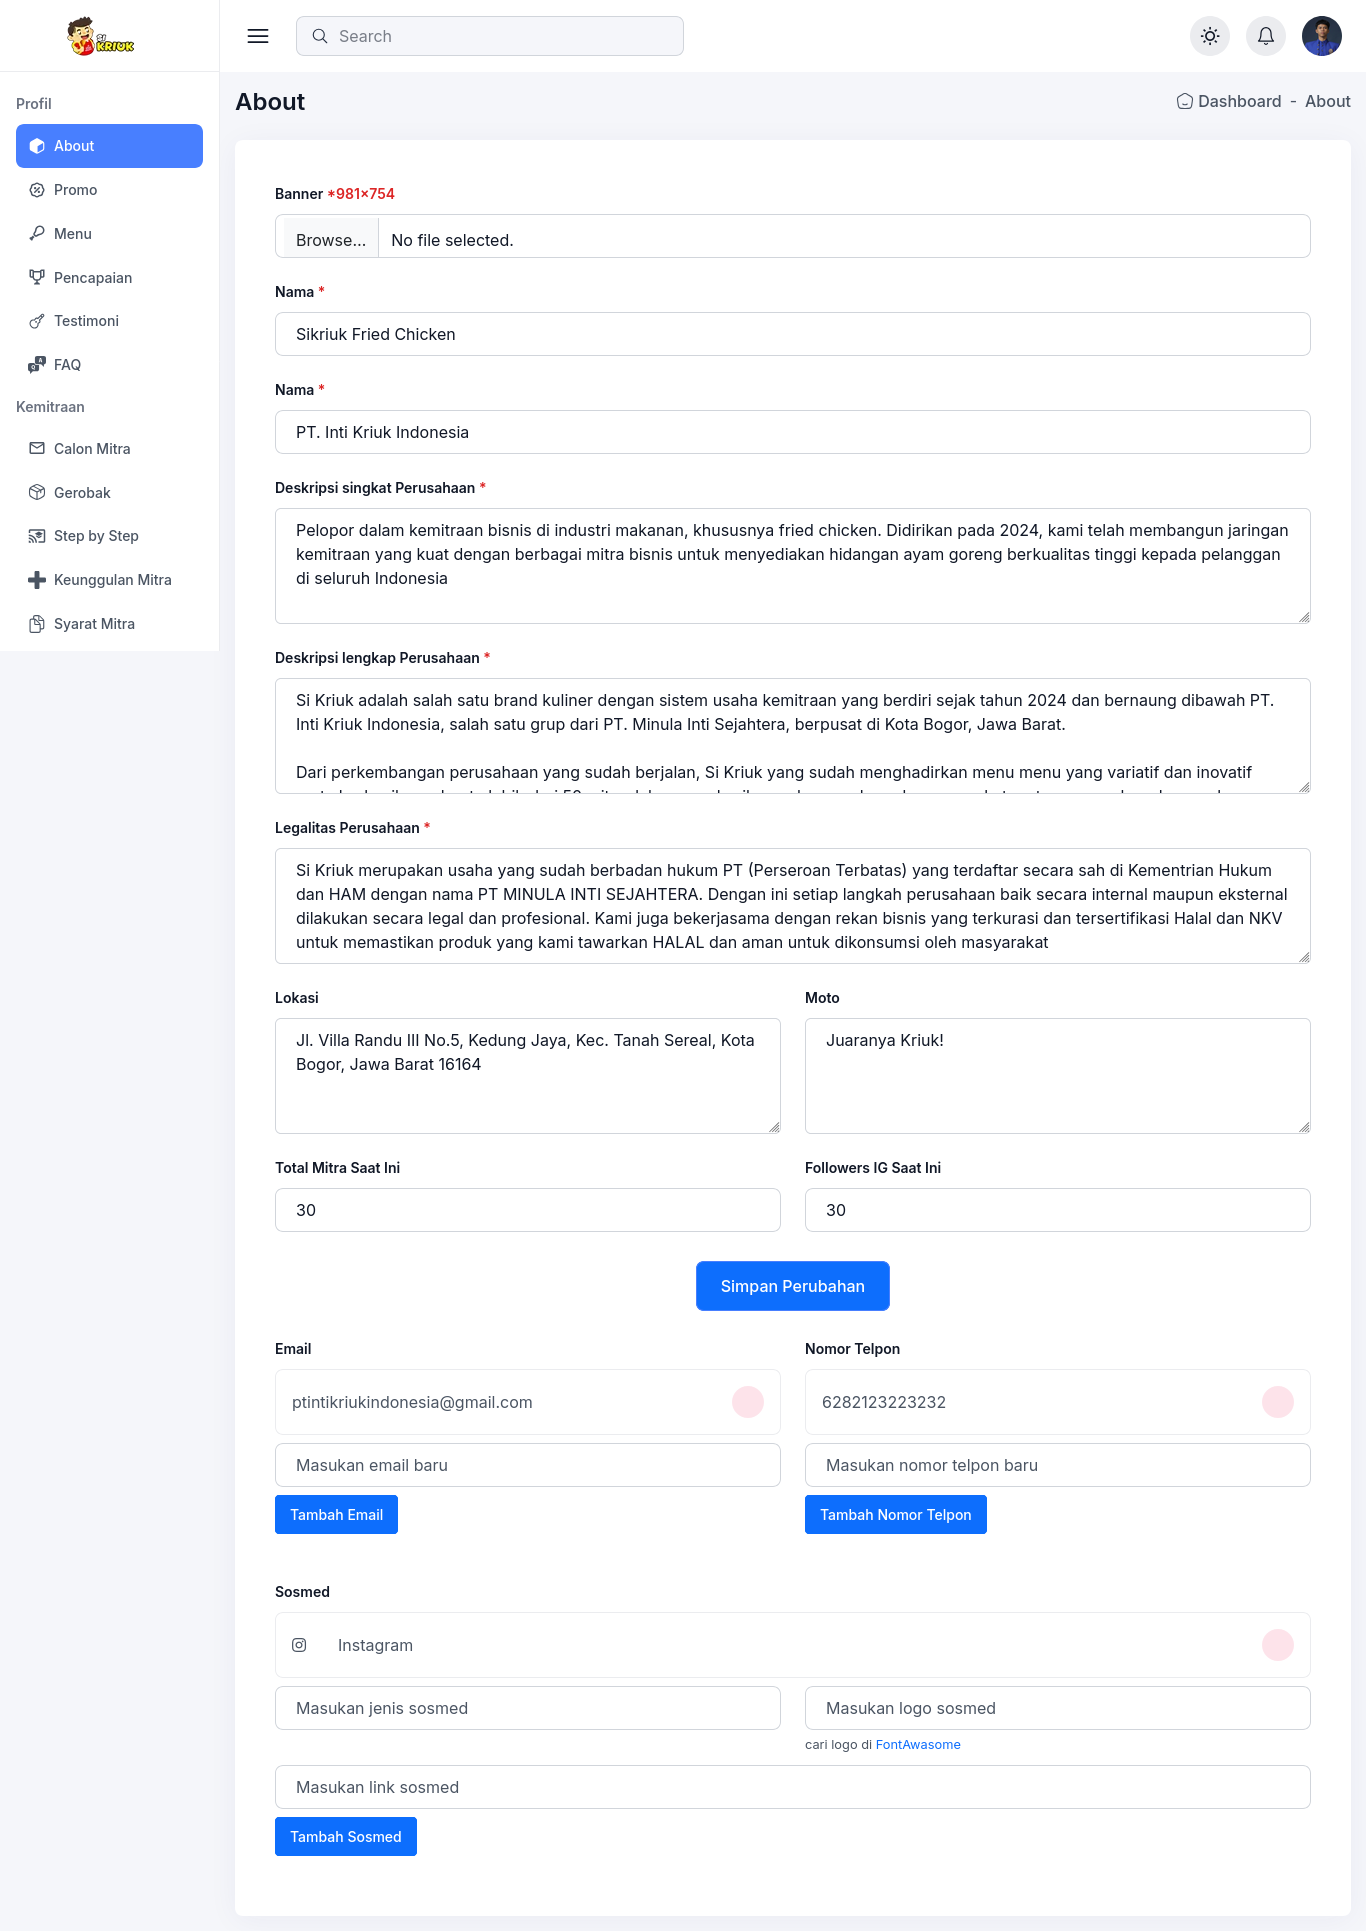 SI
KRIUK
Search
Profil
About
Promo
Menu
Pencapaian
Testimoni
FAQ
Kemitraan
Calon Mitra
Gerobak
Step by Step
Keunggulan Mitra
Syarat Mitra
About
Dashboard - About
Banner *981x754
Browse... No file selected.
Nama *
Sikriuk Fried Chicken
Nama *
PT. Inti Kriuk Indonesia
Deskripsi singkat Perusahaan *
Pelopor dalam kemitraan bisnis di industri makanan, khususnya fried chicken. Didirikan pada 2024, kami telah membangun jaringan
kemitraan yang kuat dengan berbagai mitra bisnis untuk menyediakan hidangan ayam goreng berkualitas tinggi kepada pelanggan
di seluruh Indonesia
Deskripsi lengkap Perusahaan *
Si Kriuk adalah salah satu brand kuliner dengan sistem usaha kemitraan yang berdiri sejak tahun 2024 dan bernaung dibawah PT.
Inti Kriuk Indonesia, salah satu grup dari PT. Minula Inti Sejahtera, berpusat di Kota Bogor, Jawa Barat.
Dari perkembangan perusahaan yang sudah berjalan, Si Kriuk yang sudah menghadirkan menu menu yang variatif dan inovatif
Legalitas Perusahaan *
Si Kriuk merupakan usaha yang sudah berbadan hukum PT (Perseroan Terbatas) yang terdaftar secara sah di Kementrian Hukum
dan HAM dengan nama PT MINULA INTI SEJAHTERA. Dengan ini setiap langkah perusahaan baik secara internal maupun eksternal
dilakukan secara legal dan profesional. Kami juga bekerjasama dengan rekan bisnis yang terkurasi dan tersertifikasi Halal dan NKV
untuk memastikan produk yang kami tawarkan HALAL dan aman untuk dikonsumsi oleh masyarakat
Lokasi
Jl. Villa Randu III No.5, Kedung Jaya, Kec. Tanah Sereal, Kota
Bogor, Jawa Barat 16164
Moto
Juaranya Kriuk!
Total Mitra Saat Ini
30
Followers IG Saat Ini
30
Simpan Perubahan
Email
ptintikriukindonesia@gmail.com
Masukan email baru
Tambah Email
Nomor Telpon
6282123223232
Masukan nomor telpon baru
Tambah Nomor Telpon
Sosmed
Instagram
Masukan jenis sosmed
Masukan logo sosmed
cari logo di FontAwasome
Masukan link sosmed
Tambah Sosmed